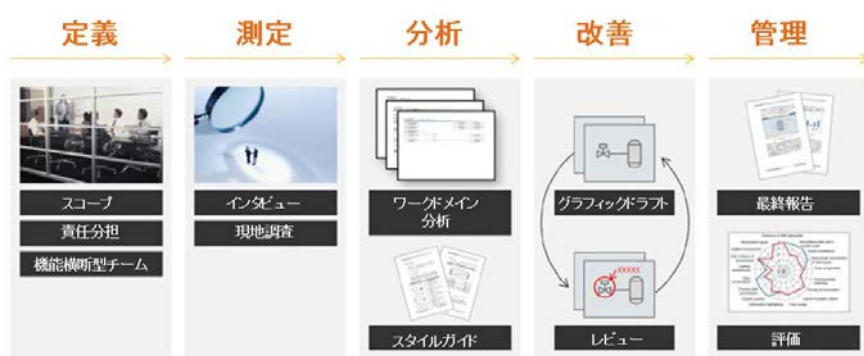 定義
測定
分析
改善
管理
スコープ
責任分担
機能横断型チーム
インタビュー
現地調査
ワークドメイン
分析
スタイルガイド
グラフィックドラフト
XXXXX
レビュー
最終報告
評価